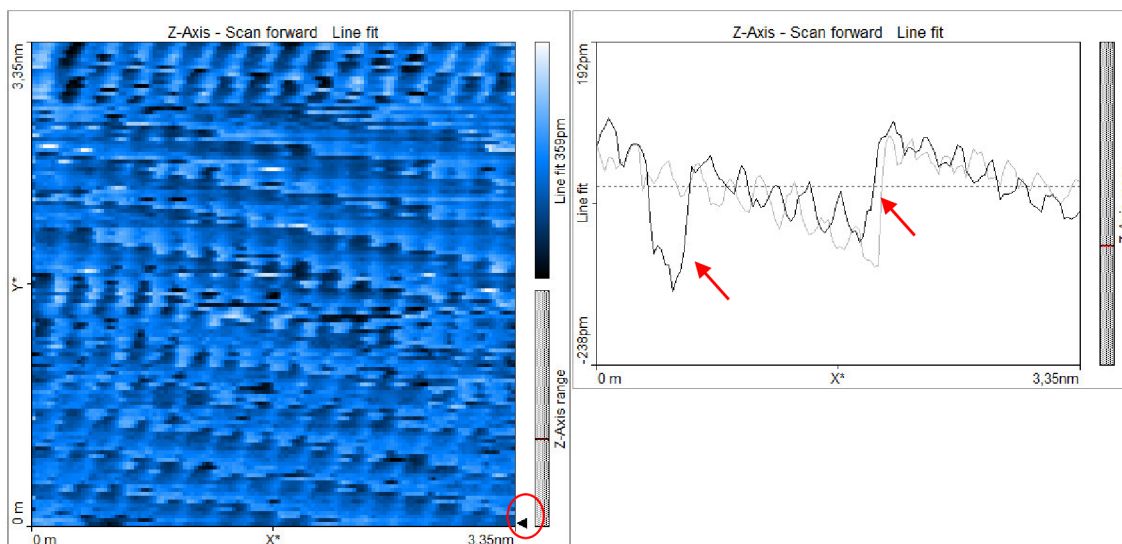 Z-Axis - Scan forward Line fit
3,35nm
Y*
0 m
0 m
X*
3,35nm
Line fit 359pm
Z-Axis range
Z-Axis - Scan forward Line fit
192pm
Line fit
-238pm
0 m
X*
3,35nm